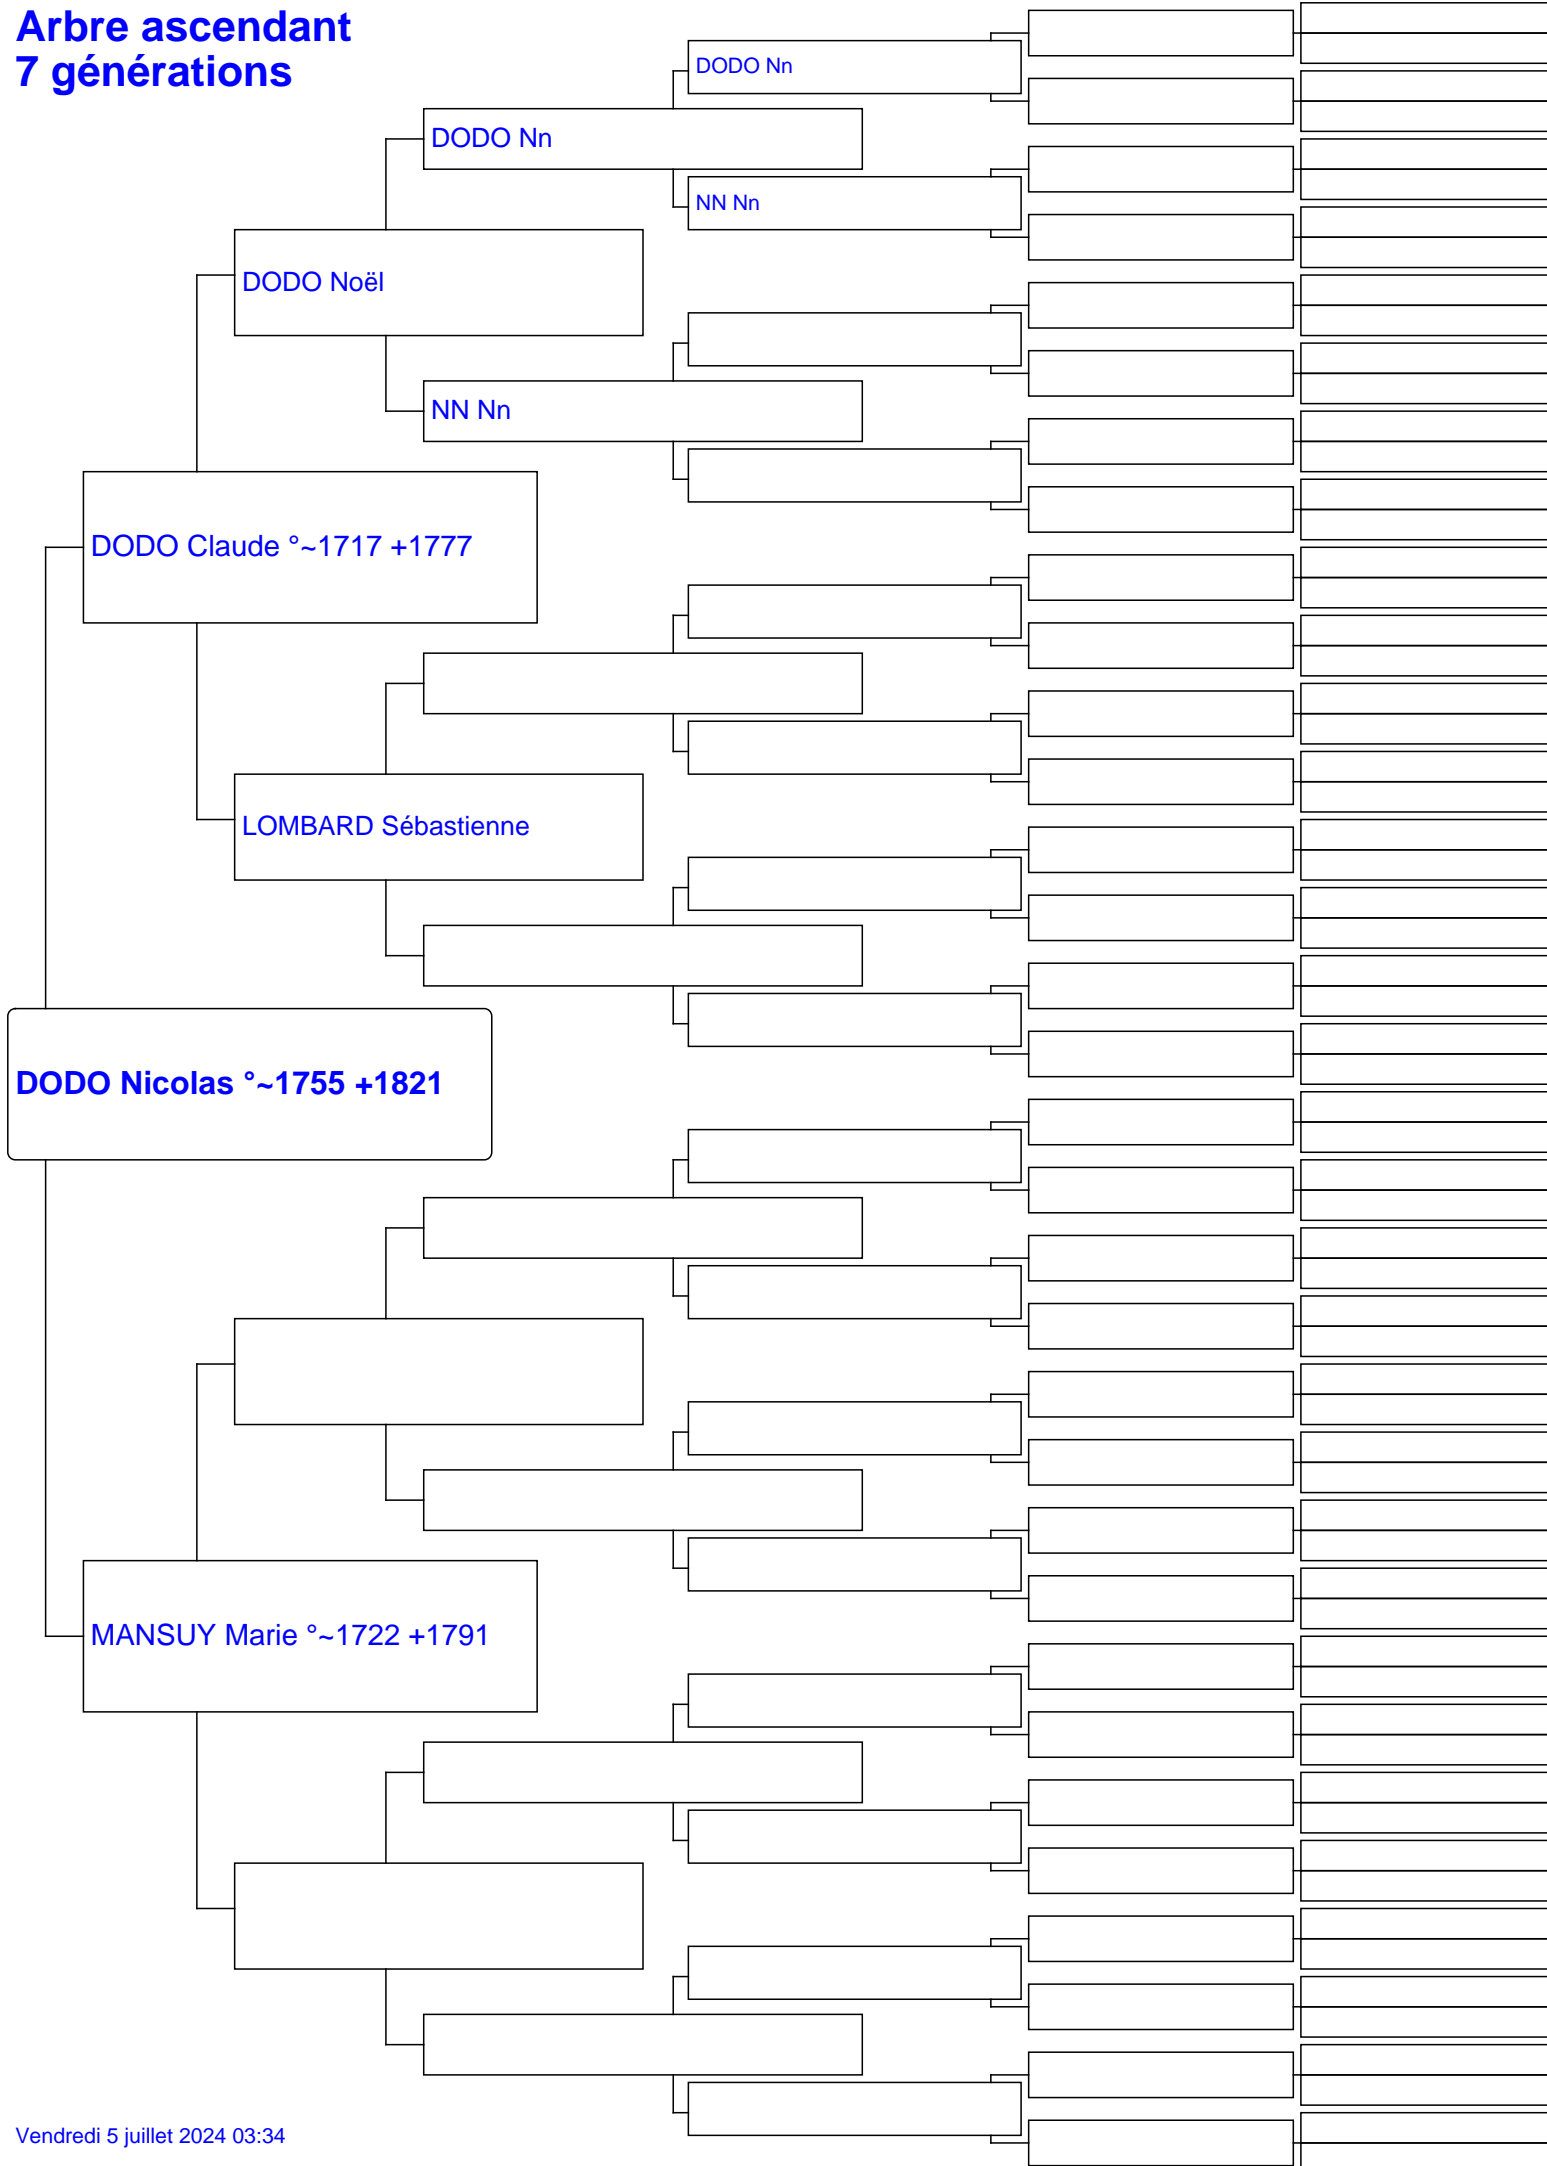 Arbre ascendant
7 générations
DODO Nn
DODO Nn
NN Nn
DODO Noël
NN Nn
DODO Claude °~1717 +1777
LOMBARD Sébastienne
DODO Nicolas °~1755 +1821
MANSUY Marie °~1722 +1791
Vendredi 5 juillet 2024 03:34